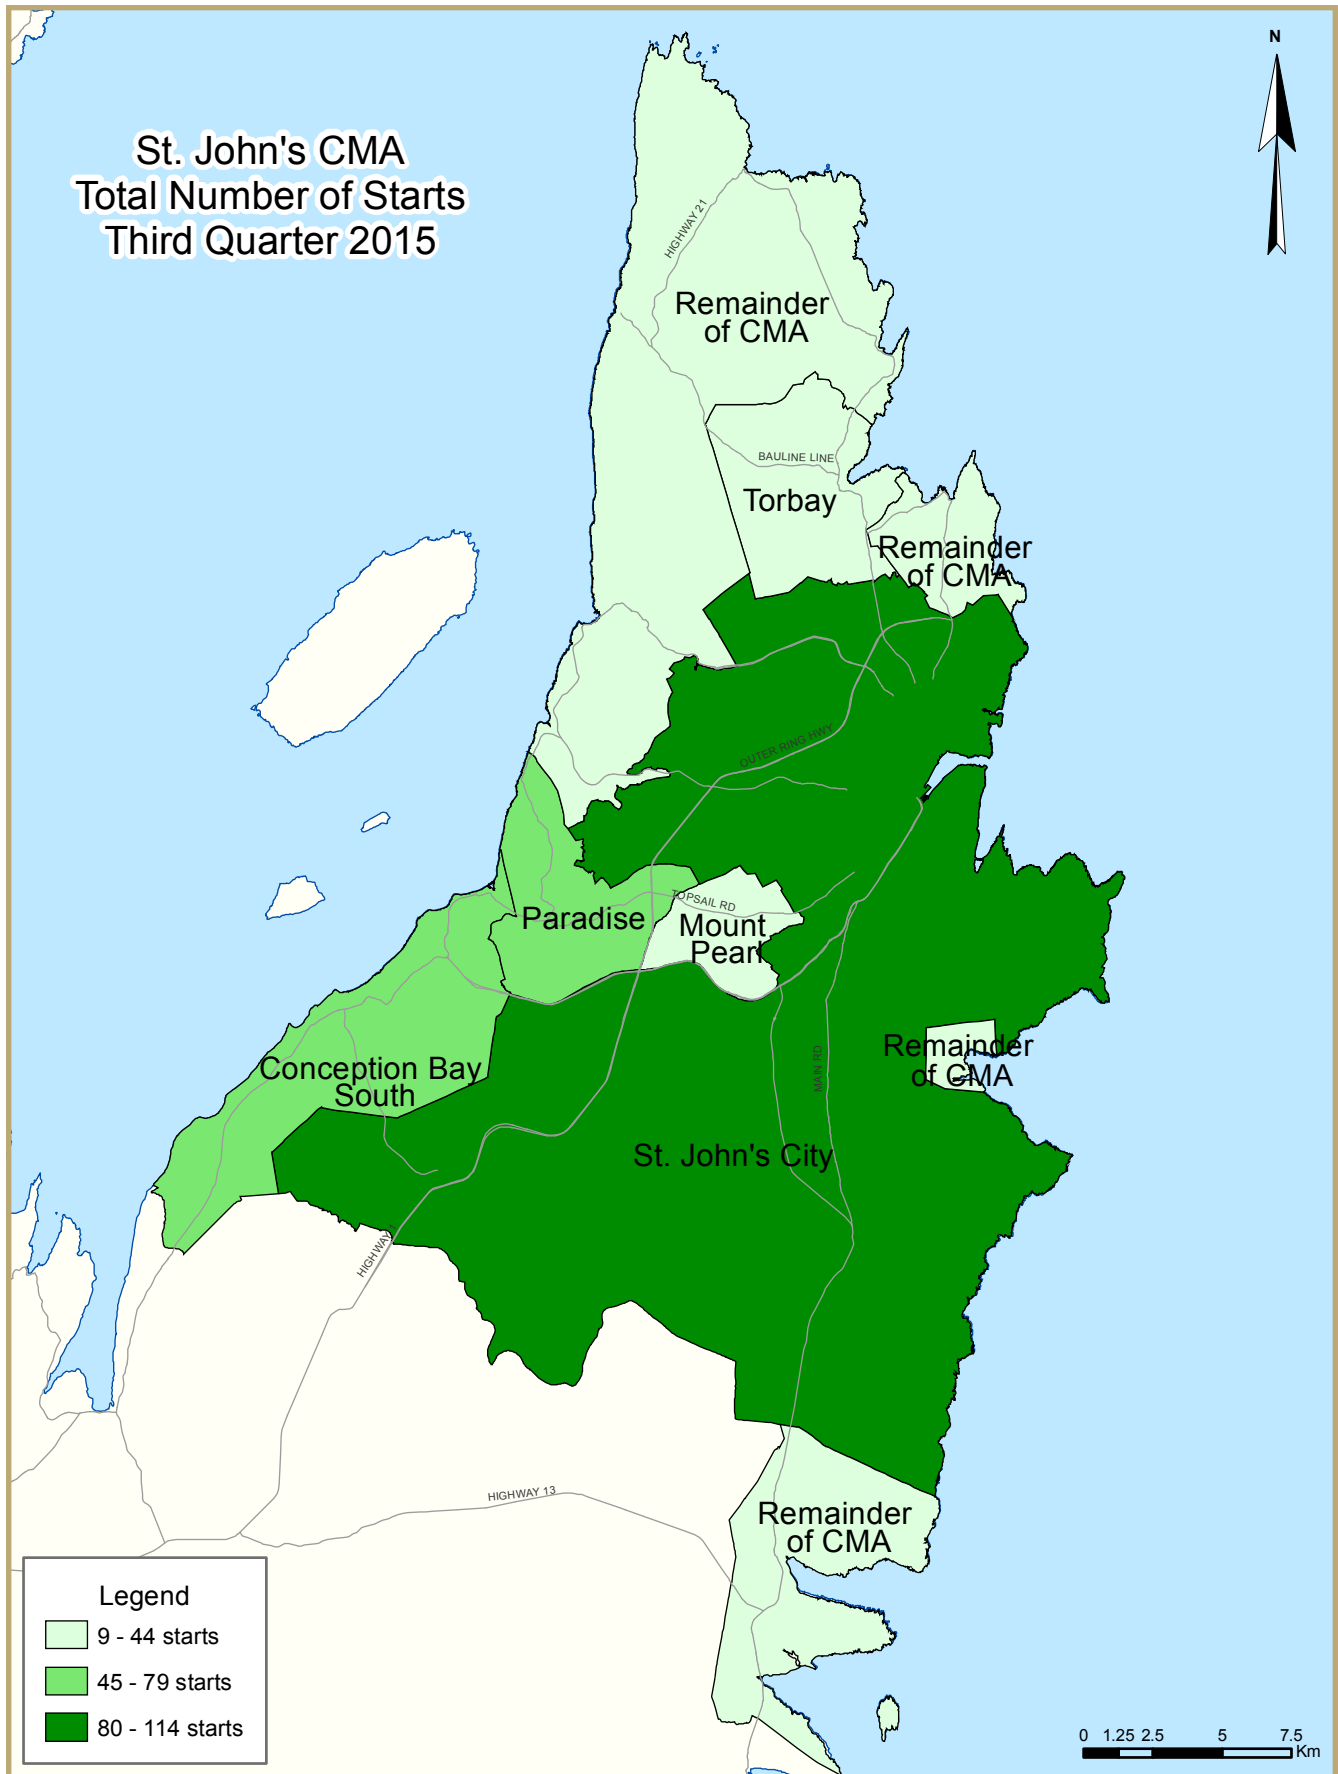 N
St. John's CMA
Total Number of Starts
Third Quarter 2015
HIGHWAY 21
Remainder
of CMA
BAULINE LINE
Torbay
Remainder
of CMA
OUTER RING HWY
TOPSAIL RD
Paradise
Mount
Pearl
MAIN RD
Remainder
of CMA
Conception Bay
South
St. John's City
HIGHWAY 1
HIGHWAY 13
Remainder
of CMA
Legend
9 - 44 starts
45 - 79 starts
80 - 114 starts
0 1.25 2.5 5 7.5
Km